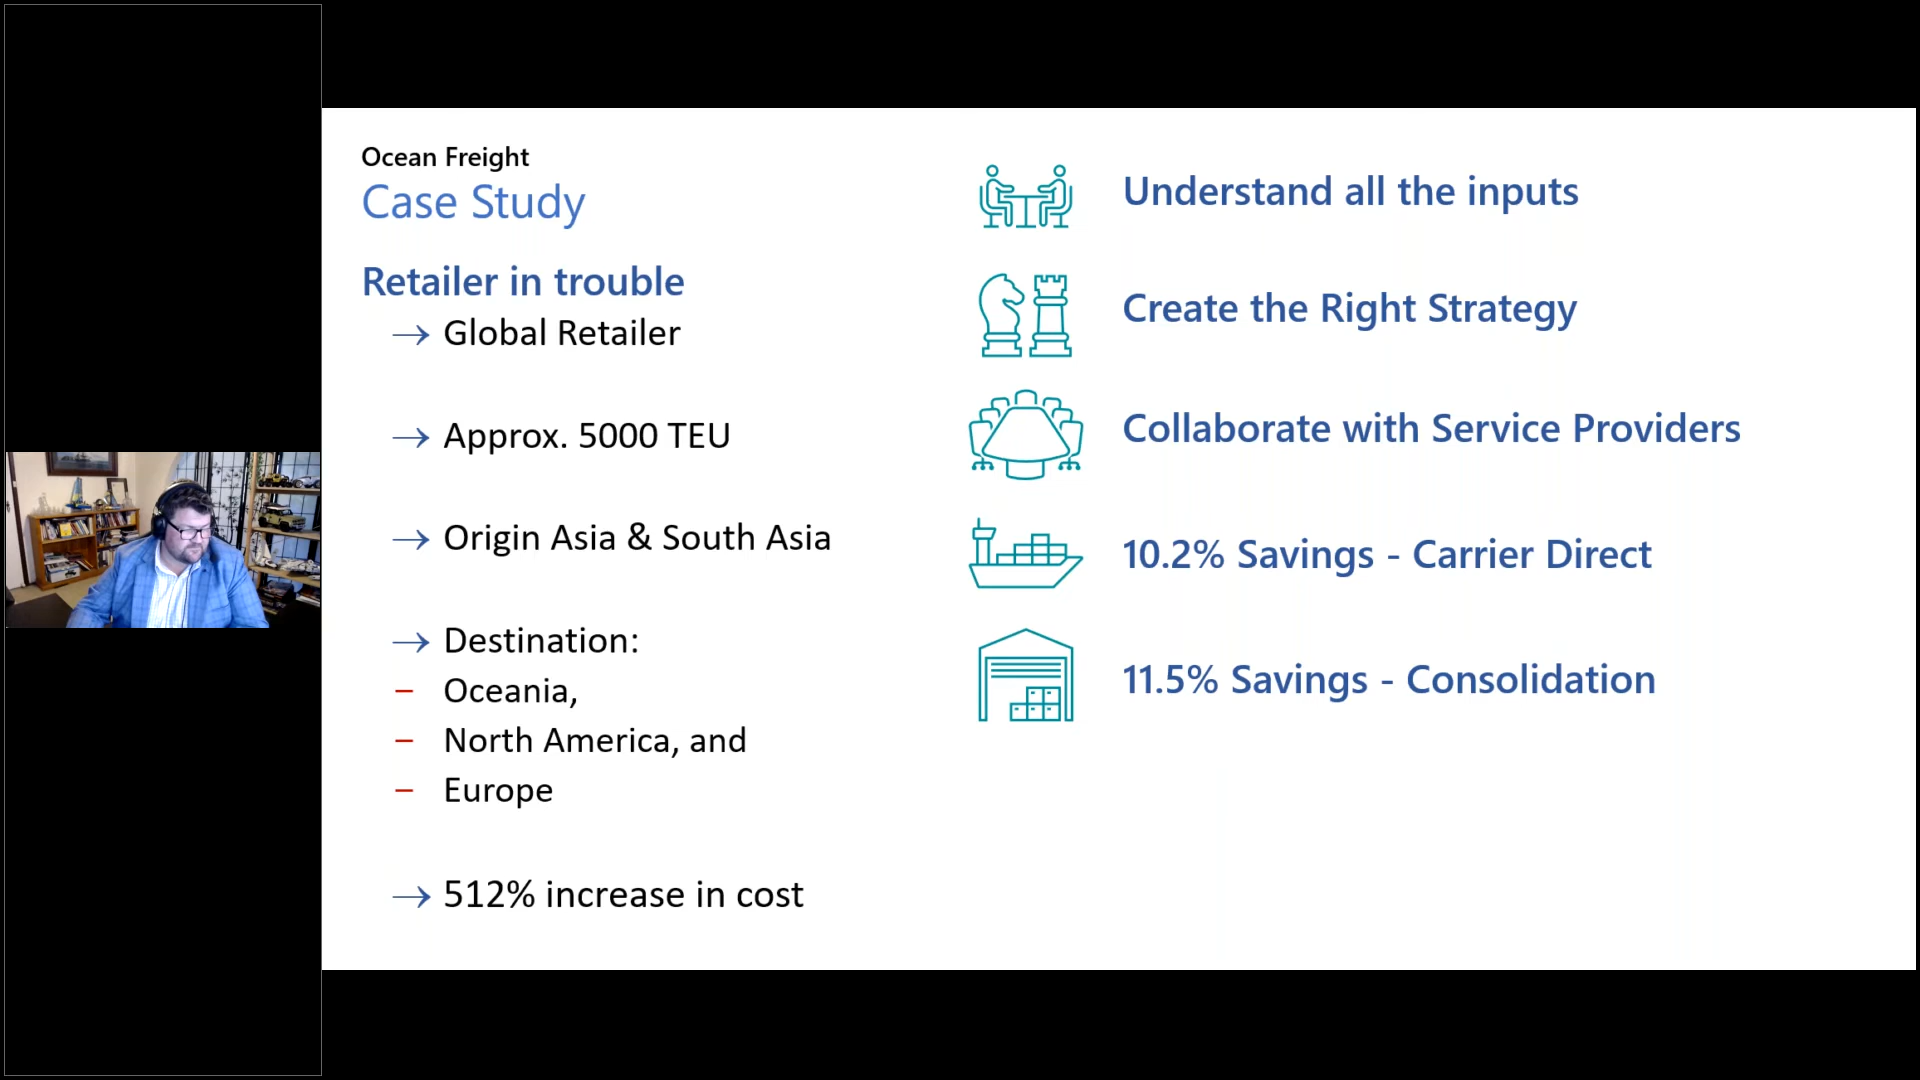 Ocean Freight
Case Study
Retailer in trouble
→ Global Retailer
→ Approx. 5000 TEU
→ Origin Asia & South Asia
→ Destination:
– Oceania,
– North America, and
– Europe
→ 512% increase in cost
Understand all the inputs
Create the Right Strategy
Collaborate with Service Providers
10.2% Savings - Carrier Direct
11.5% Savings - Consolidation